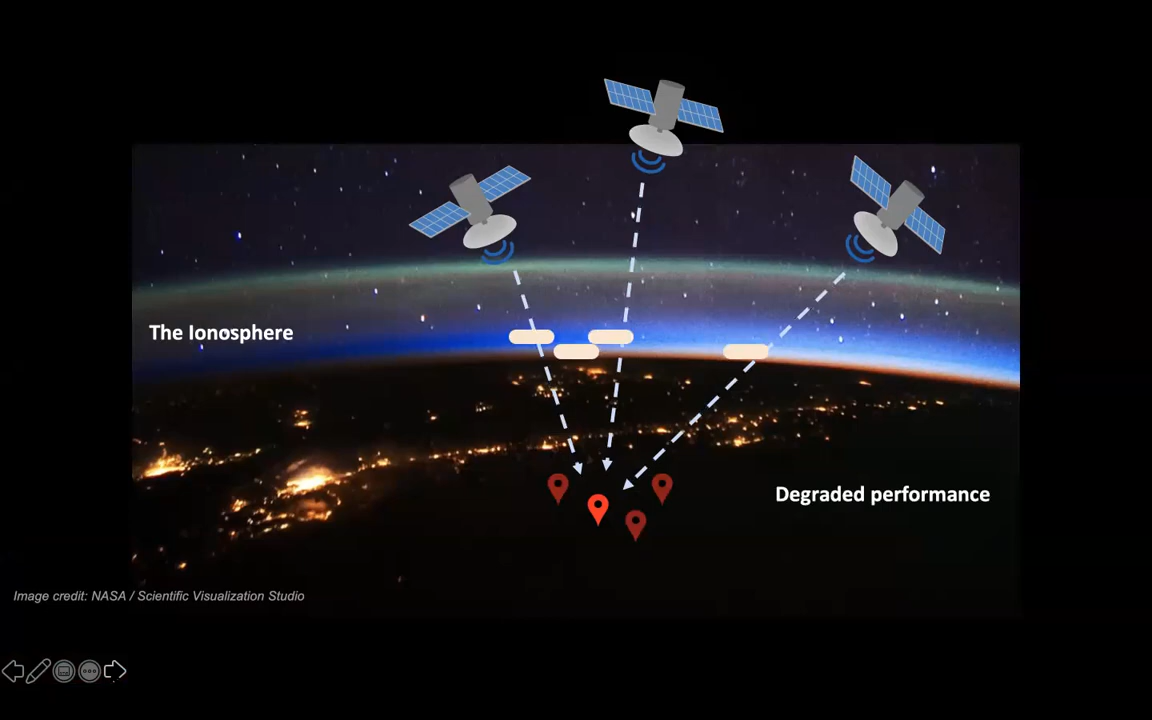 The Ionosphere
Degraded performance
Image credit: NASA / Scientific Visualization Studio